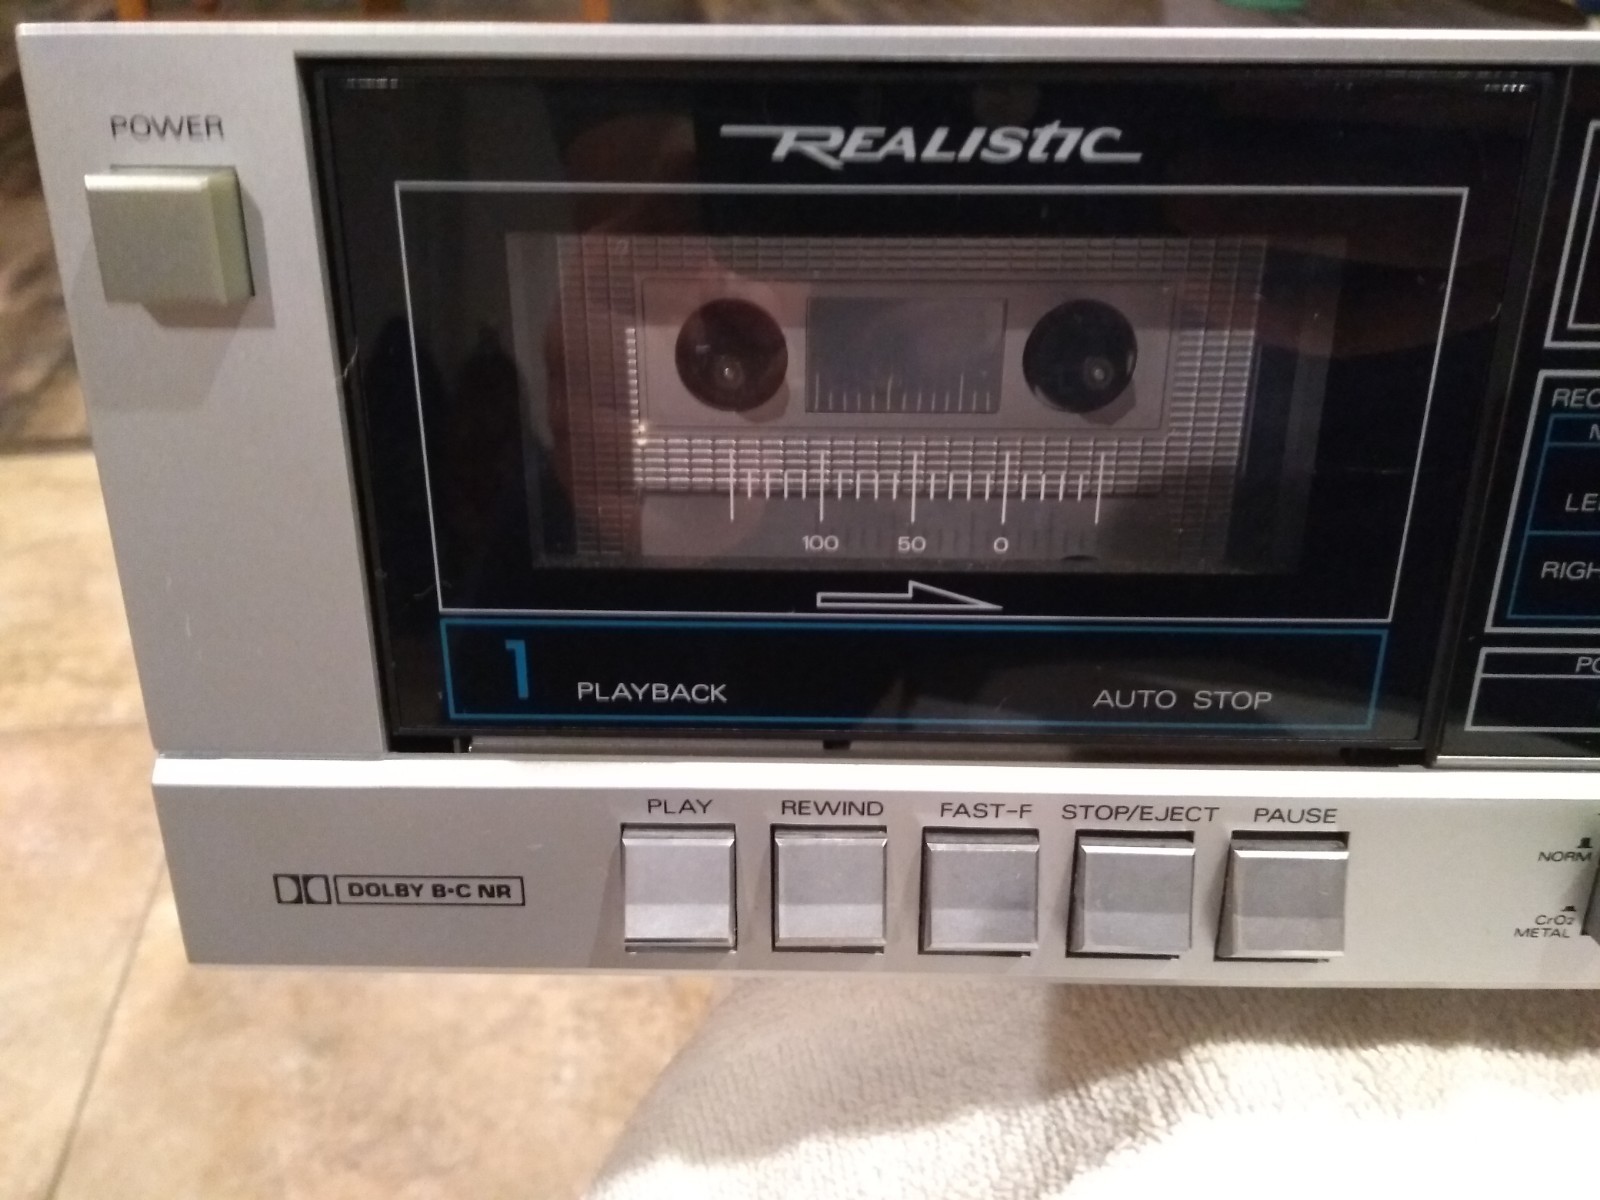 POWER
REALISTIC
100 50 0
1 PLAYBACK AUTO STOP
PLAY REWIND FAST-F STOP/EJECT PAUSE
DOLBY B·C NR
NORM
CrO2
METAL